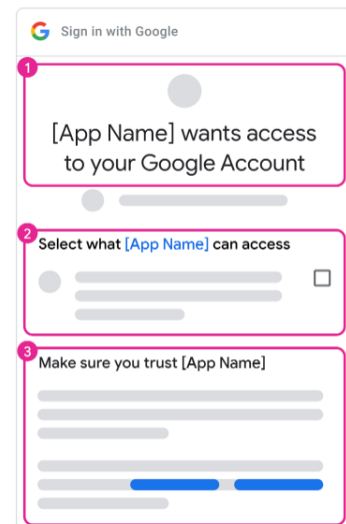 Sign in with Google
1
[App Name] wants access
to your Google Account
2
Select what [App Name] can access
3
Make sure you trust [App Name]